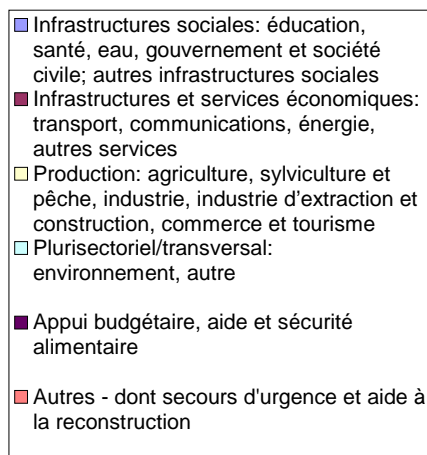 Infrastructures sociales: éducation,
santé, eau, gouvernement et société
civile; autres infrastructures sociales
Infrastructures et services économiques:
transport, communications, énergie,
autres services
Production: agriculture, sylviculture et
pêche, industrie, industrie d'extraction et
construction, commerce et tourisme
Plurisectoriel/transversal:
environnement, autre
Appui budgétaire, aide et sécurité
alimentaire
Autres - dont secours d'urgence et aide à
la reconstruction